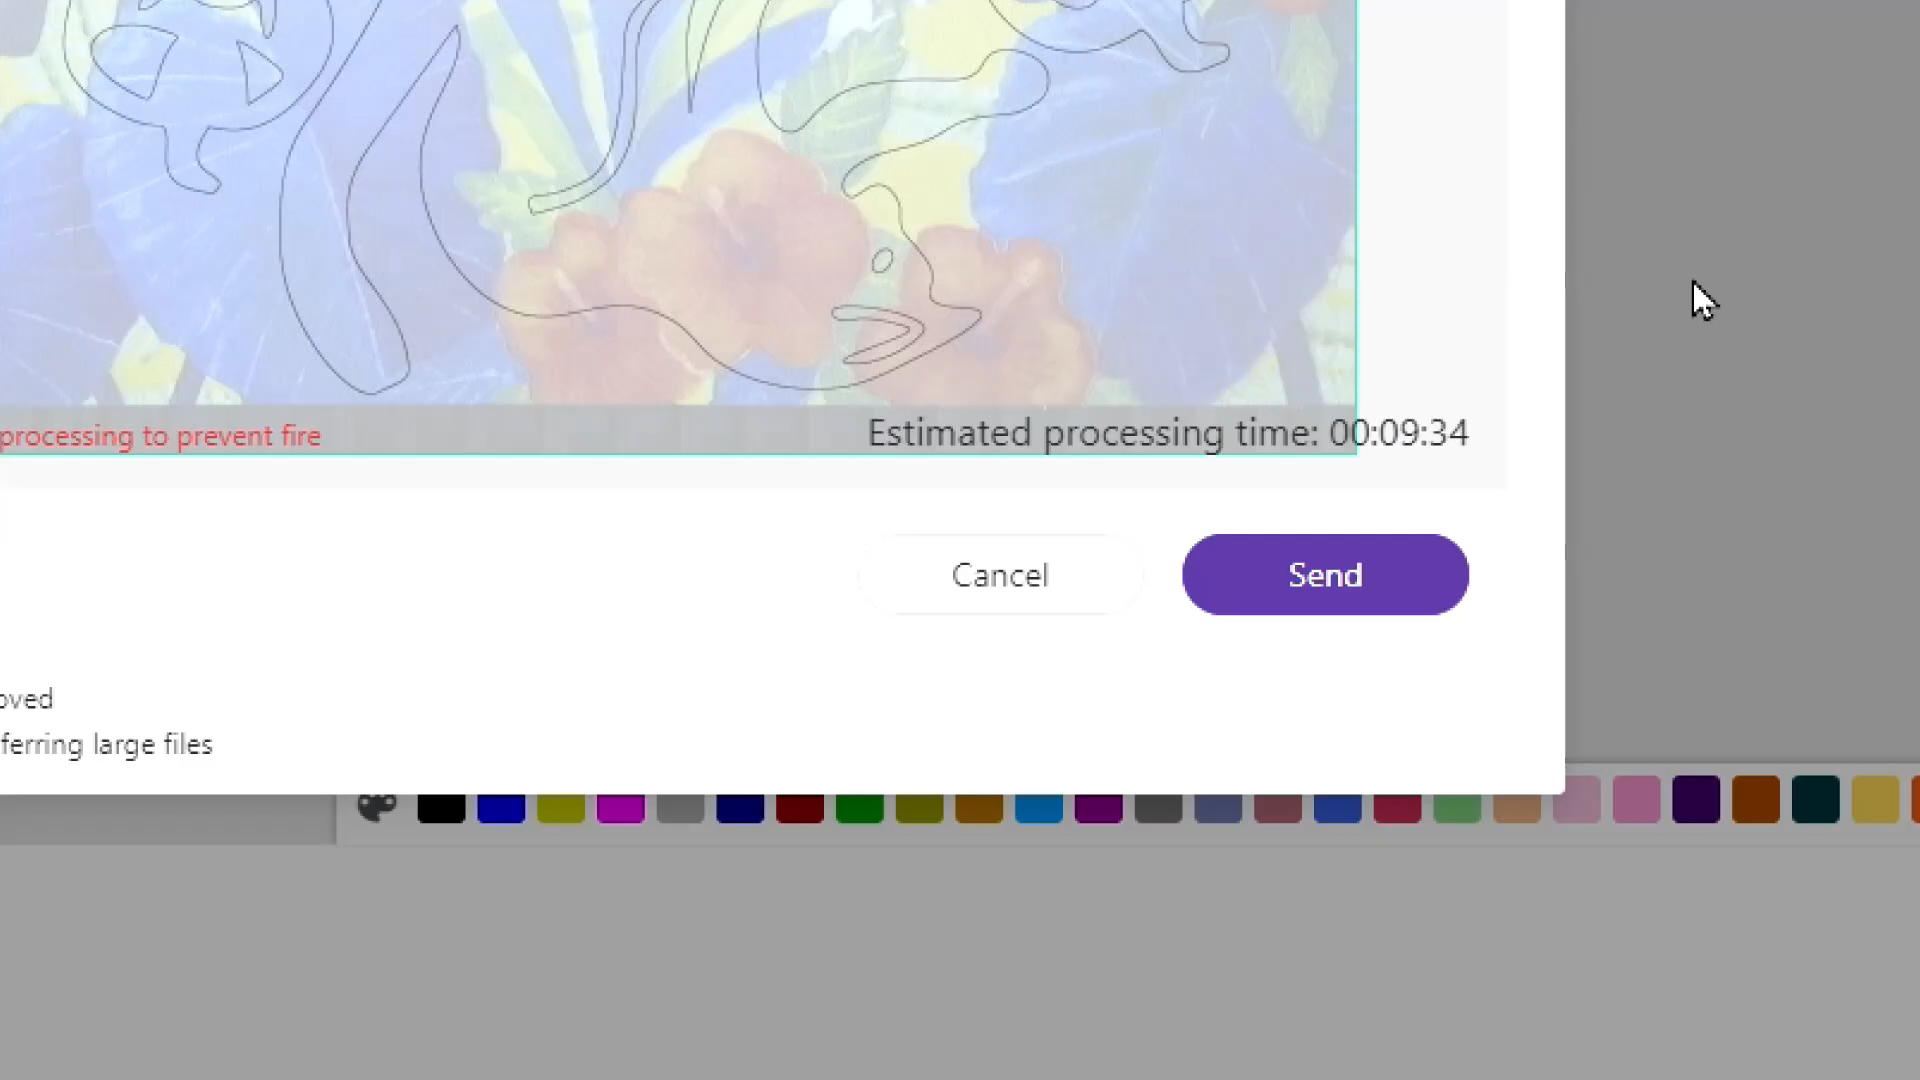 processing to prevent fire
Estimated processing time: 00:09:34
Cancel
Send
oved
ferring large files